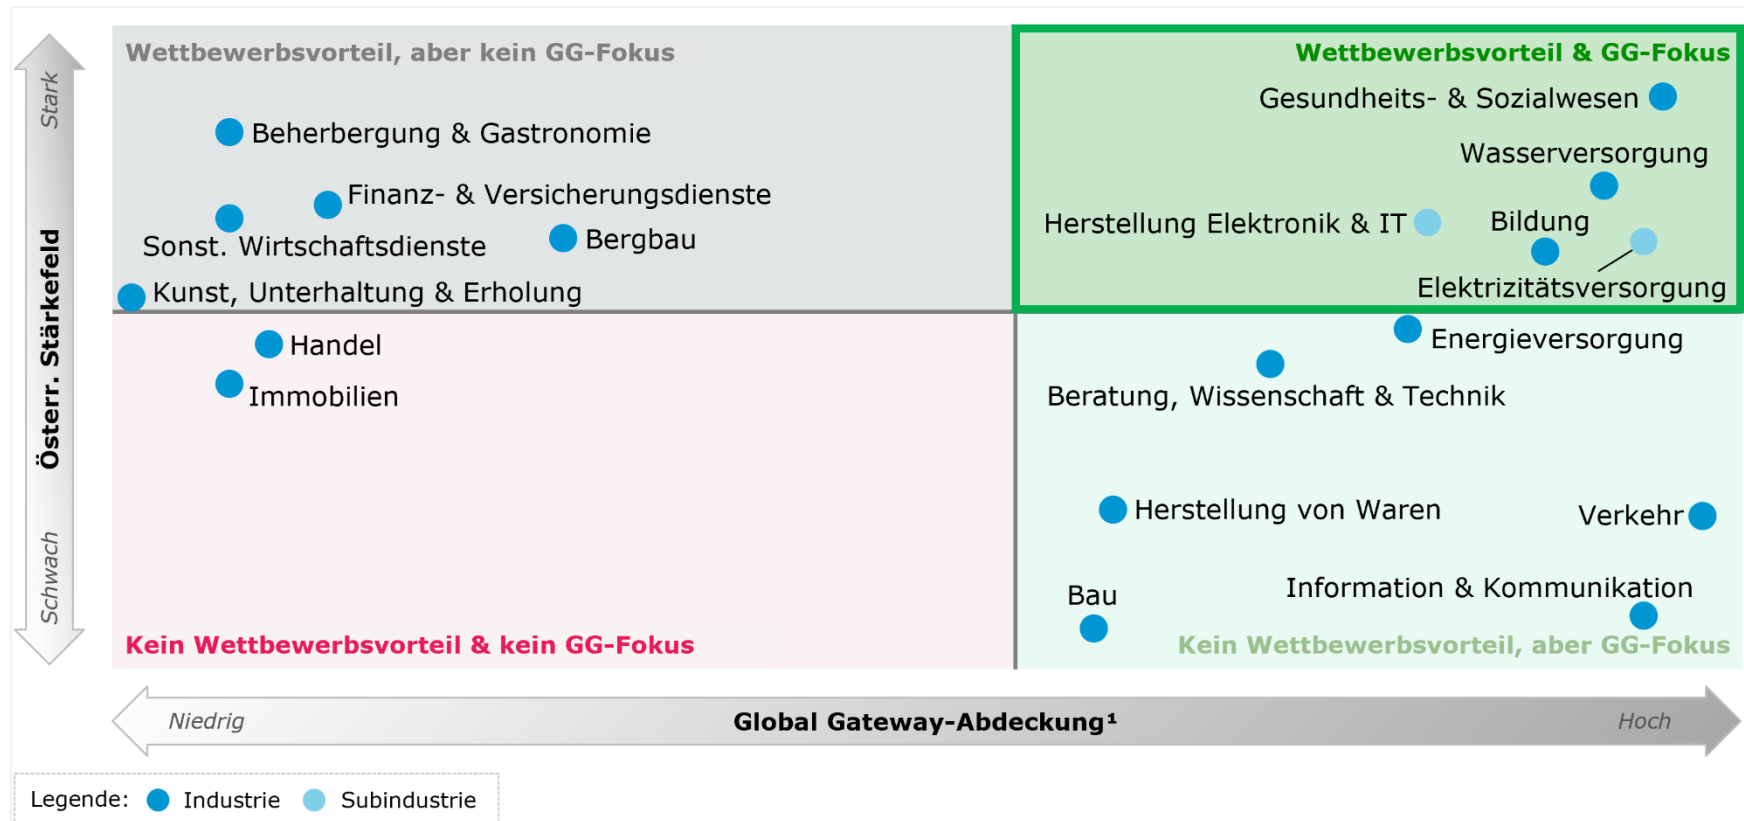 Wettbewerbsvorteil, aber kein GG-Fokus
Wettbewerbsvorteil & GG-Fokus
Stark
Gesundheits- & Sozialwesen
Beherbergung & Gastronomie
Wasserversorgung
Finanz- & Versicherungsdienste
Herstellung Elektronik & IT
Bildung
Sonst. Wirtschaftsdienste
Bergbau
Elektrizitätsversorgung
Kunst, Unterhaltung & Erholung
Österr. Stärkefeld
Handel
Energieversorgung
Immobilien
Beratung, Wissenschaft & Technik
Herstellung von Waren
Verkehr
Schwach
Bau
Information & Kommunikation
Kein Wettbewerbsvorteil & kein GG-Fokus
Kein Wettbewerbsvorteil, aber GG-Fokus
Niedrig
Global Gateway-Abdeckung¹
Hoch
Legende: Industrie Subindustrie